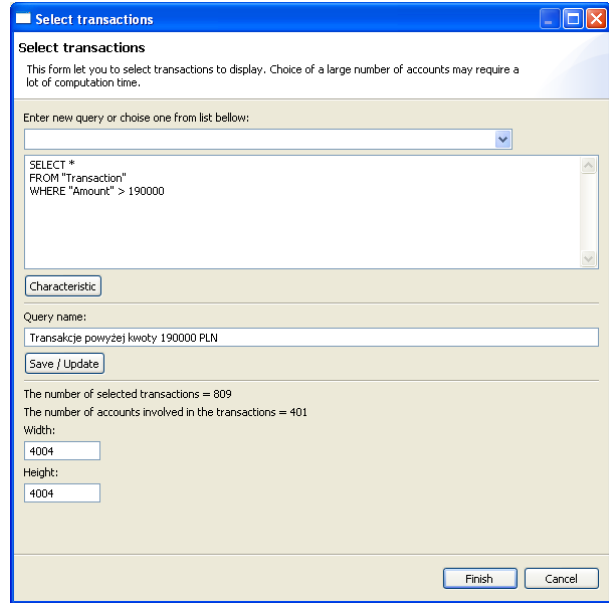 Select transactions
Select transactions
This form let you to select transactions to display. Choice of a large number of accounts may require a
lot of computation time.
Enter new query or choise one from list bellow:
SELECT *
FROM "Transaction"
WHERE "Amount" > 190000
Characteristic
Query name:
Transakcje powyżej kwoty 190000 PLN
Save / Update
The number of selected transactions = 809
The number of accounts involved in the transactions = 401
Width:
4004
Height:
4004
Finish Cancel